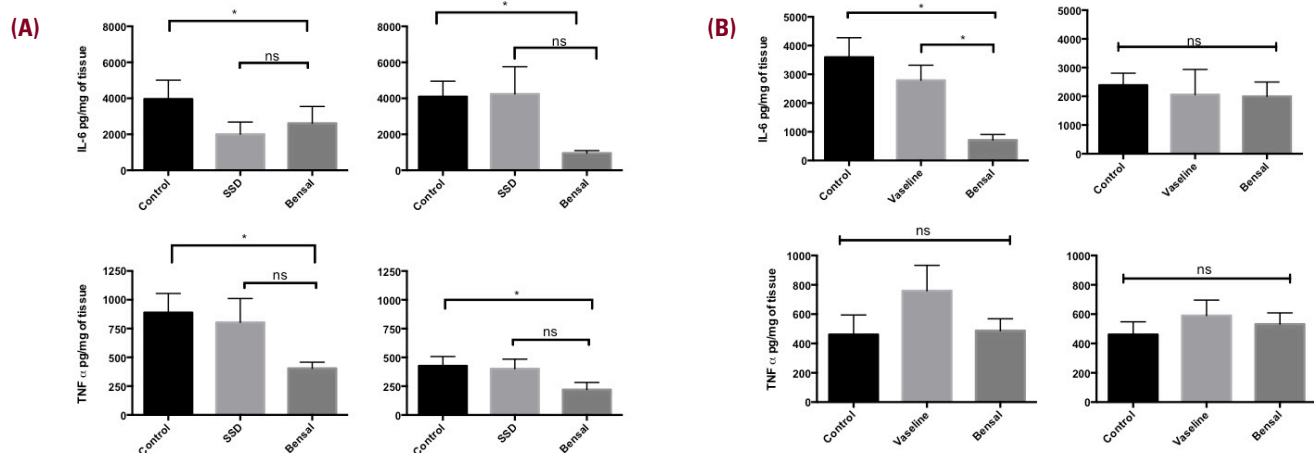 (A)
*
ns
IL-6 pg/mg of tissue
8000
6000
4000
2000
0
Control
SSD
Bensal
*
ns
8000
6000
4000
2000
0
Control
SSD
Bensal
*
ns
TNF α pg/mg of tissue
1250
1000
750
500
250
0
Control
SSD
Bensal
*
ns
1250
1000
750
500
250
0
Control
SSD
Bensal
(B)
*
*
IL-6 pg/mg of tissue
5000
4000
3000
2000
1000
0
Control
Vaseline
Bensal
ns
5000
4000
3000
2000
1000
0
Control
Vaseline
Bensal
ns
TNF α pg/mg of tissue
1000
800
600
400
200
0
Control
Vaseline
Bensal
ns
1000
800
600
400
200
0
Control
Vaseline
Bensal